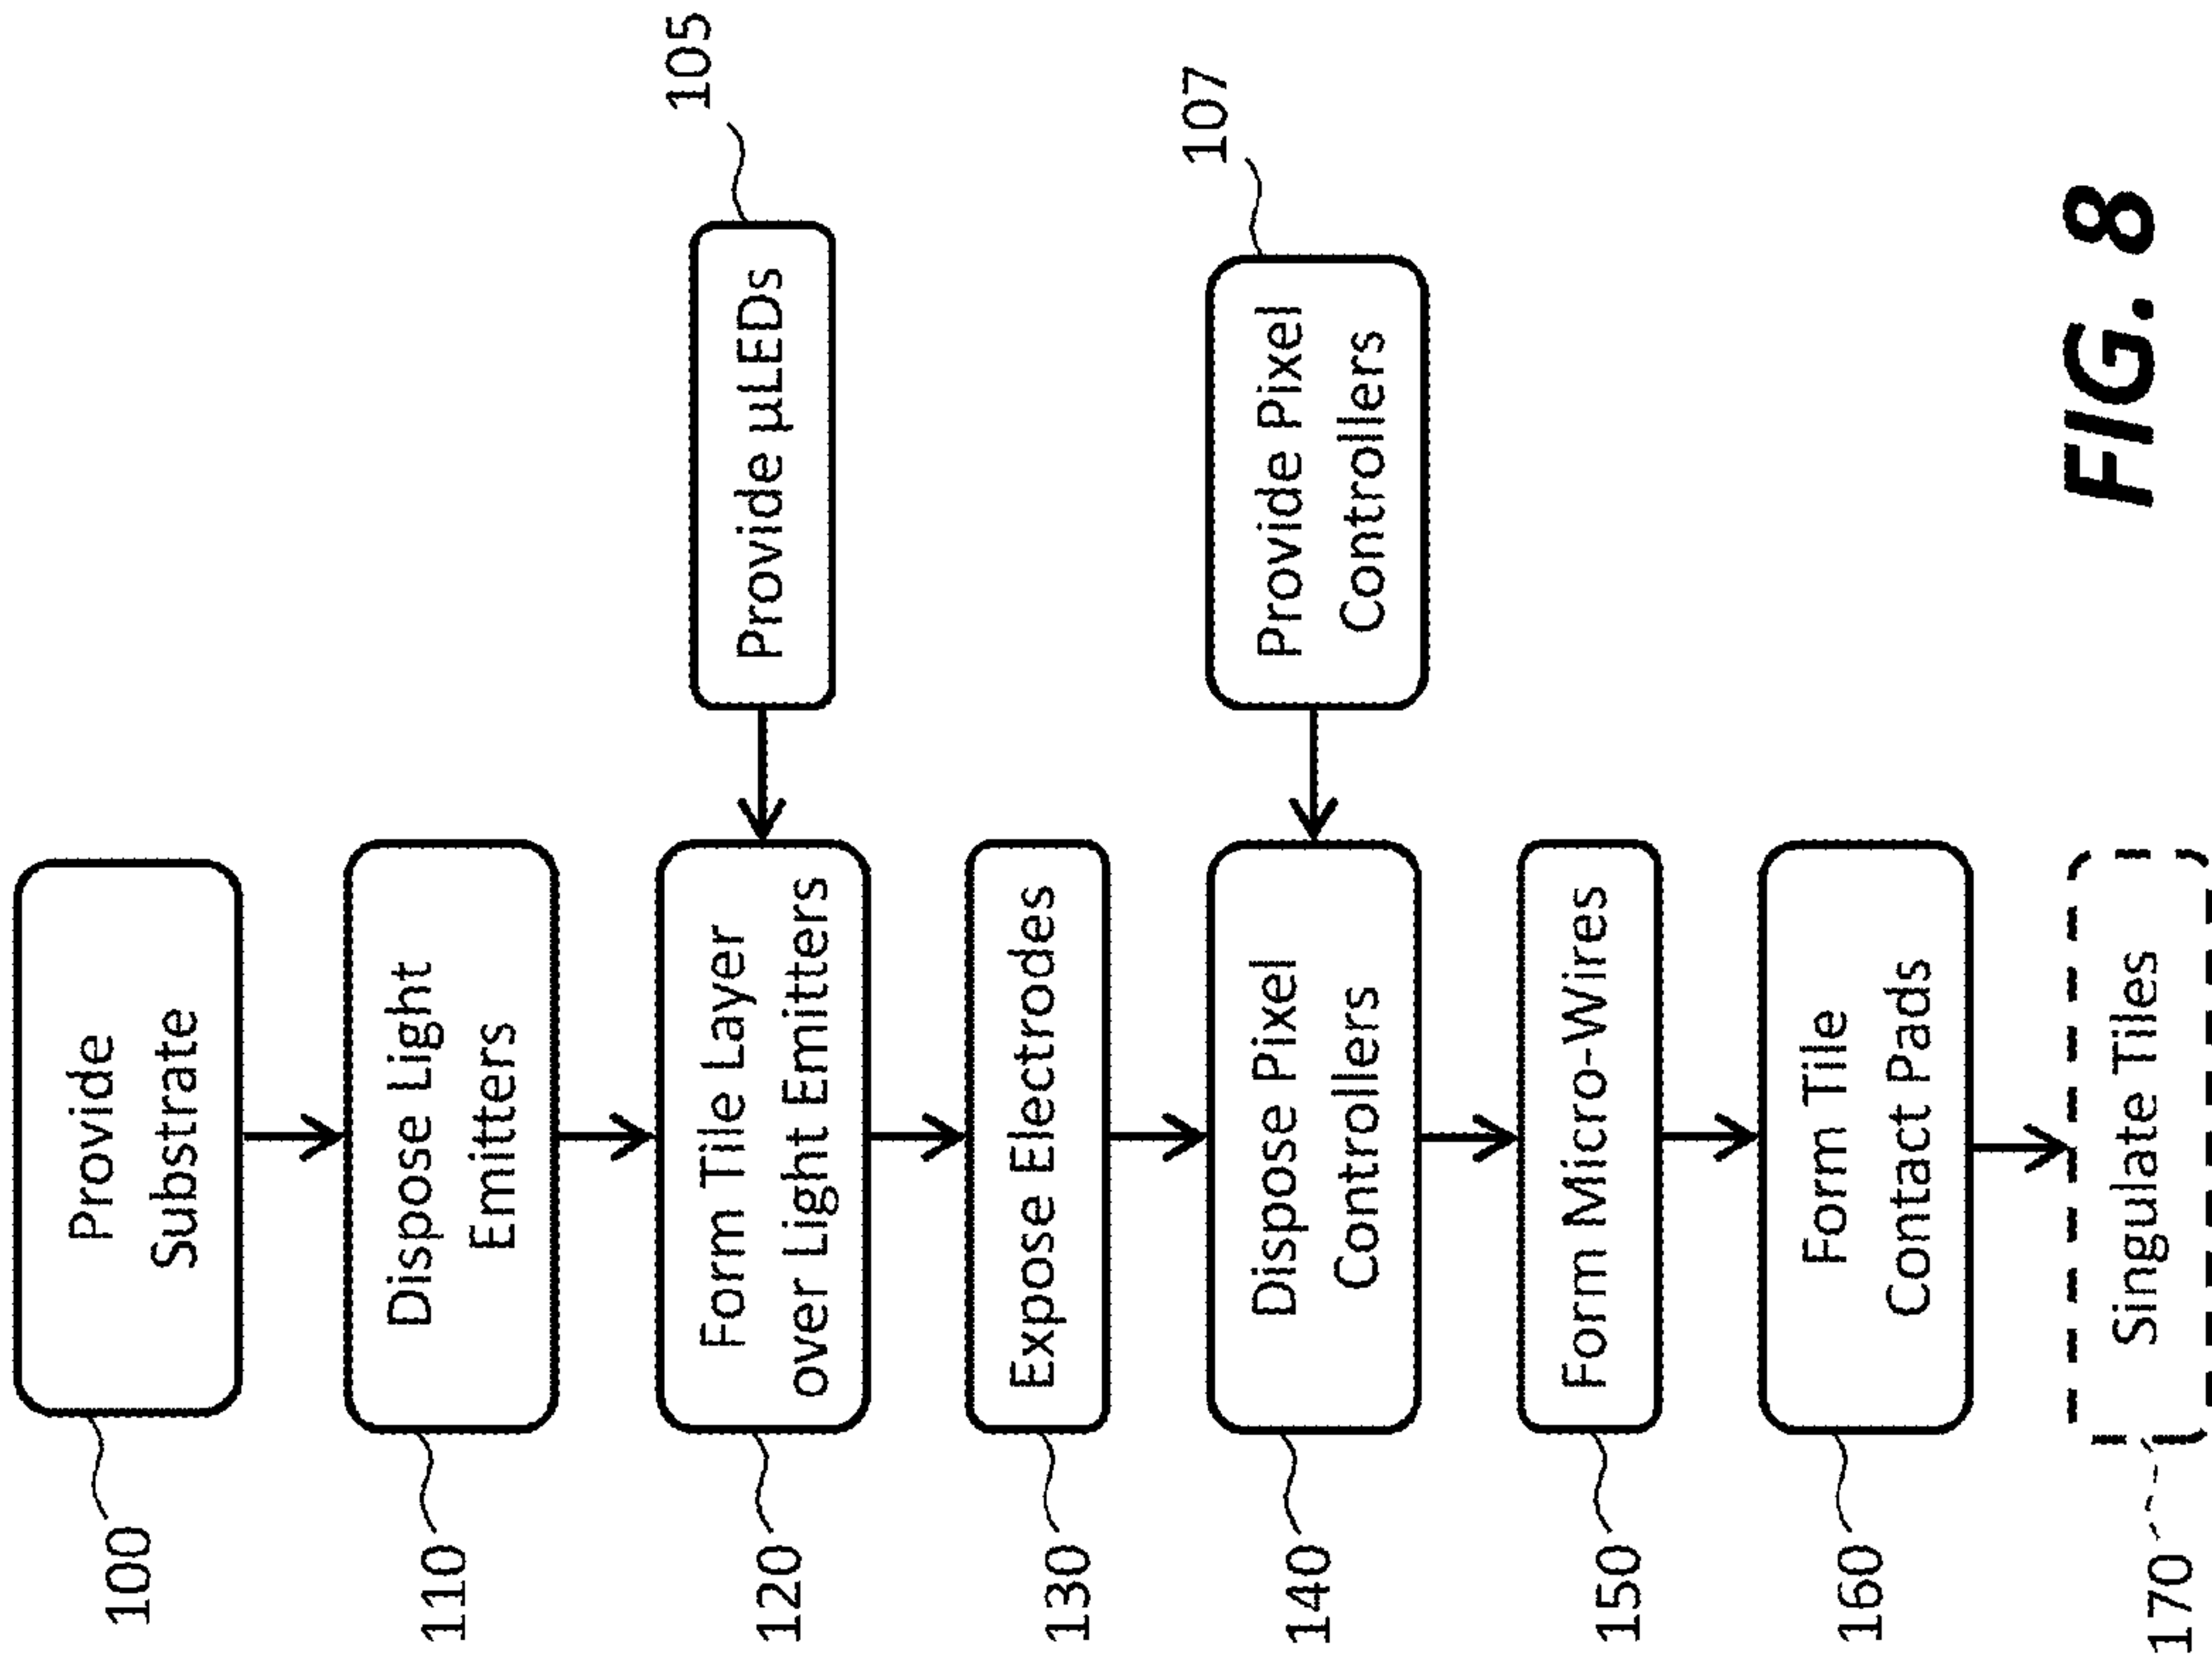 100
Provide
Substrate
110
Dispose Light
Emitters
105
Provide µLEDs
120
Form Tile Layer
over Light Emitters
130
Expose Electrodes
107
Provide Pixel
Controllers
140
Dispose Pixel
Controllers
150
Form Micro-Wires
160
Form Tile
Contact Pads
170
Singulate Tiles
FIG. 8